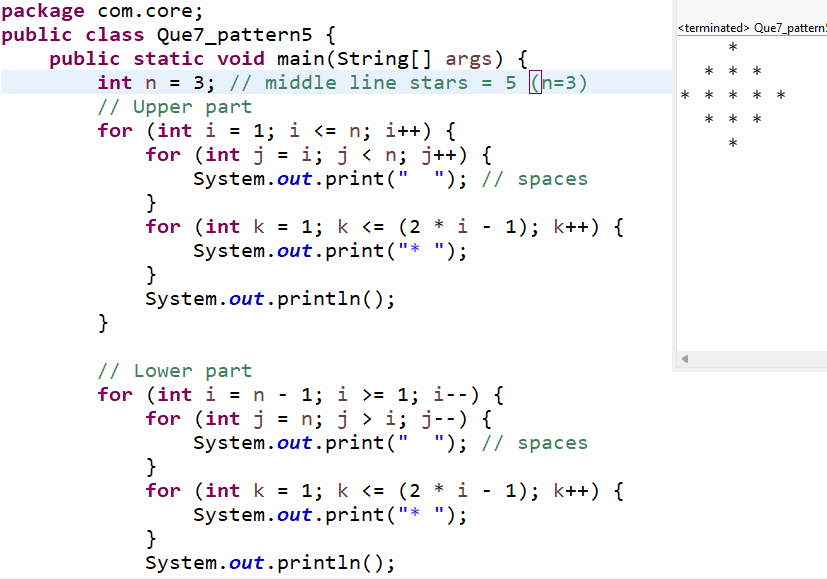 package com.core;
public class Que7_pattern5 {
    public static void main(String[] args) {
        int n = 3; // middle line stars = 5 (n=3)
        // Upper part
        for (int i = 1; i <= n; i++) {
            for (int j = i; j < n; j++) {
                System.out.print("  "); // spaces
            }
            for (int k = 1; k <= (2 * i - 1); k++) {
                System.out.print("* ");
            }
            System.out.println();
        }

        // Lower part
        for (int i = n - 1; i >= 1; i--) {
            for (int j = n; j > i; j--) {
                System.out.print("  "); // spaces
            }
            for (int k = 1; k <= (2 * i - 1); k++) {
                System.out.print("* ");
            }
            System.out.println();
<terminated> Que7_pattern5
    *
  * * *
* * * * *
  * * *
    *